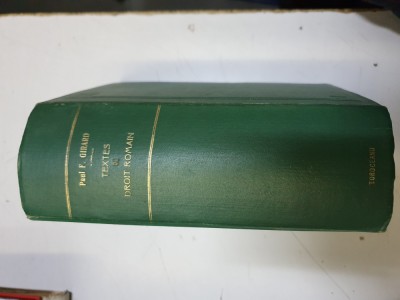 Paul F. GIRARD
TEXTES
DE
DROIT ROMAIN